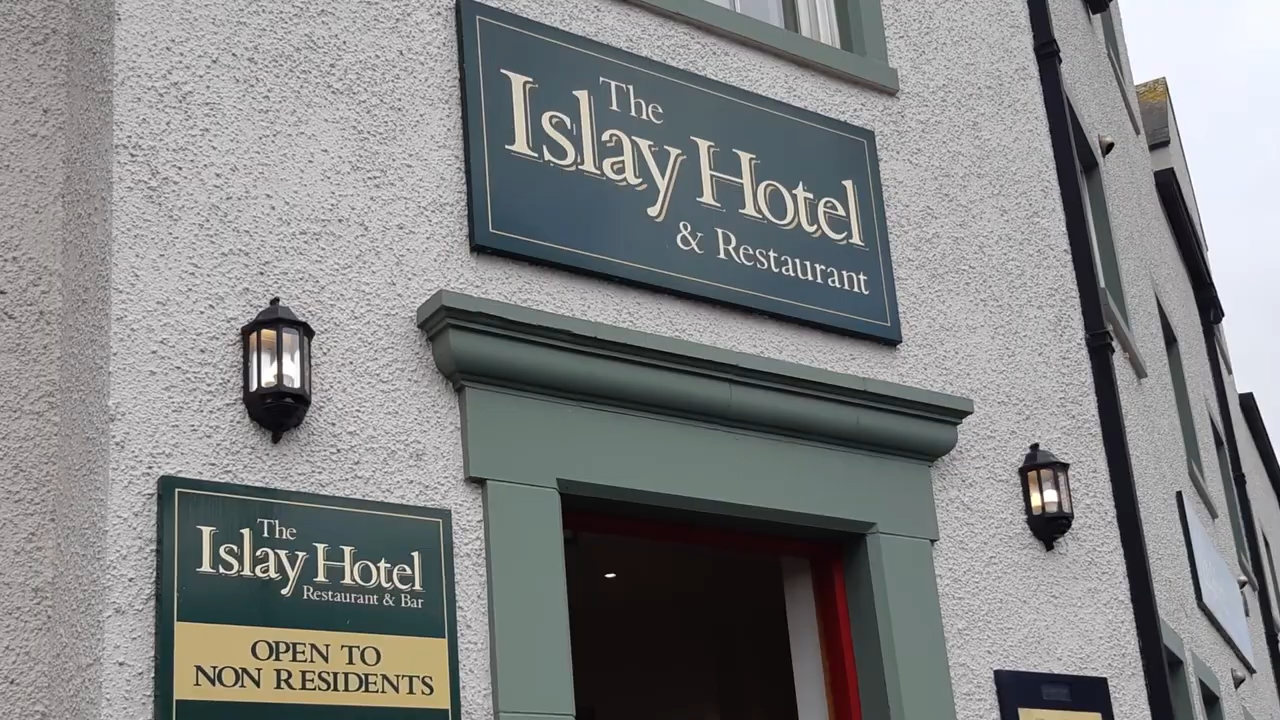 The
Islay Hotel
& Restaurant
The
Islay Hotel
Restaurant & Bar
OPEN TO
NON RESIDENTS